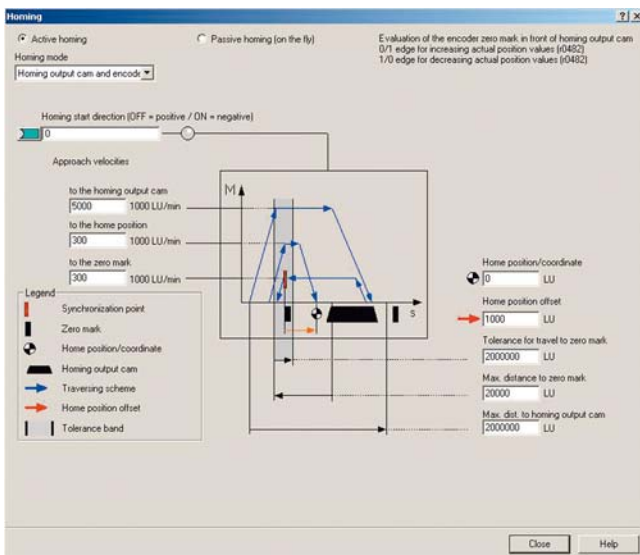 Homing
Active homing
Passive homing (on the fly)
Evaluation of the encoder zero mark in front of homing output cam
0/1 edge for increasing actual position values (r0482)
1/0 edge for decreasing actual position values (r0482)
Homing mode
Homing output cam and encode
Homing start direction (OFF = positive / ON = negative)
0
Approach velocities
to the homing output cam
5000 1000 LU/min
to the home position
300 1000 LU/min
to the zero mark
300 1000 LU/min
Legend
Synchronization point
Zero mark
Home position/coordinate
Homing output cam
Traversing scheme
Home position offset
Tolerance band
M
s
Home position/coordinate
0 LU
Home position offset
1000 LU
Tolerance for travel to zero mark
2000000 LU
Max. distance to zero mark
20000 LU
Max. dist. to homing output cam
2000000 LU
Close
Help